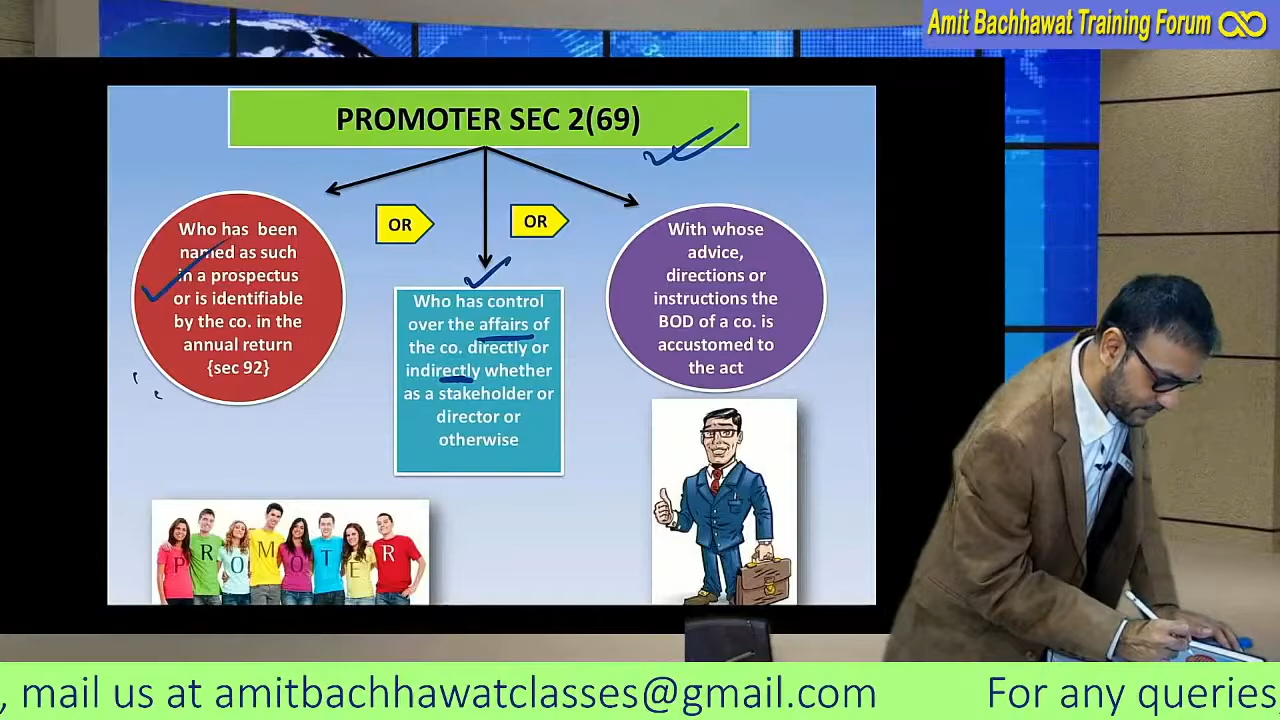 Amit Bachhawat Training Forum
PROMOTER SEC 2(69)
Who has been
named as such
in a prospectus
or is identifiable
by the co. in the
annual return
{sec 92}
OR
Who has control
over the affairs of
the co. directly or
indirectly whether
as a stakeholder or
director or
otherwise
OR
With whose
advice,
directions or
instructions the
BOD of a co. is
accustomed to
the act
PROMOTER
, mail us at amitbachhawatclasses@gmail.com
For any queries,